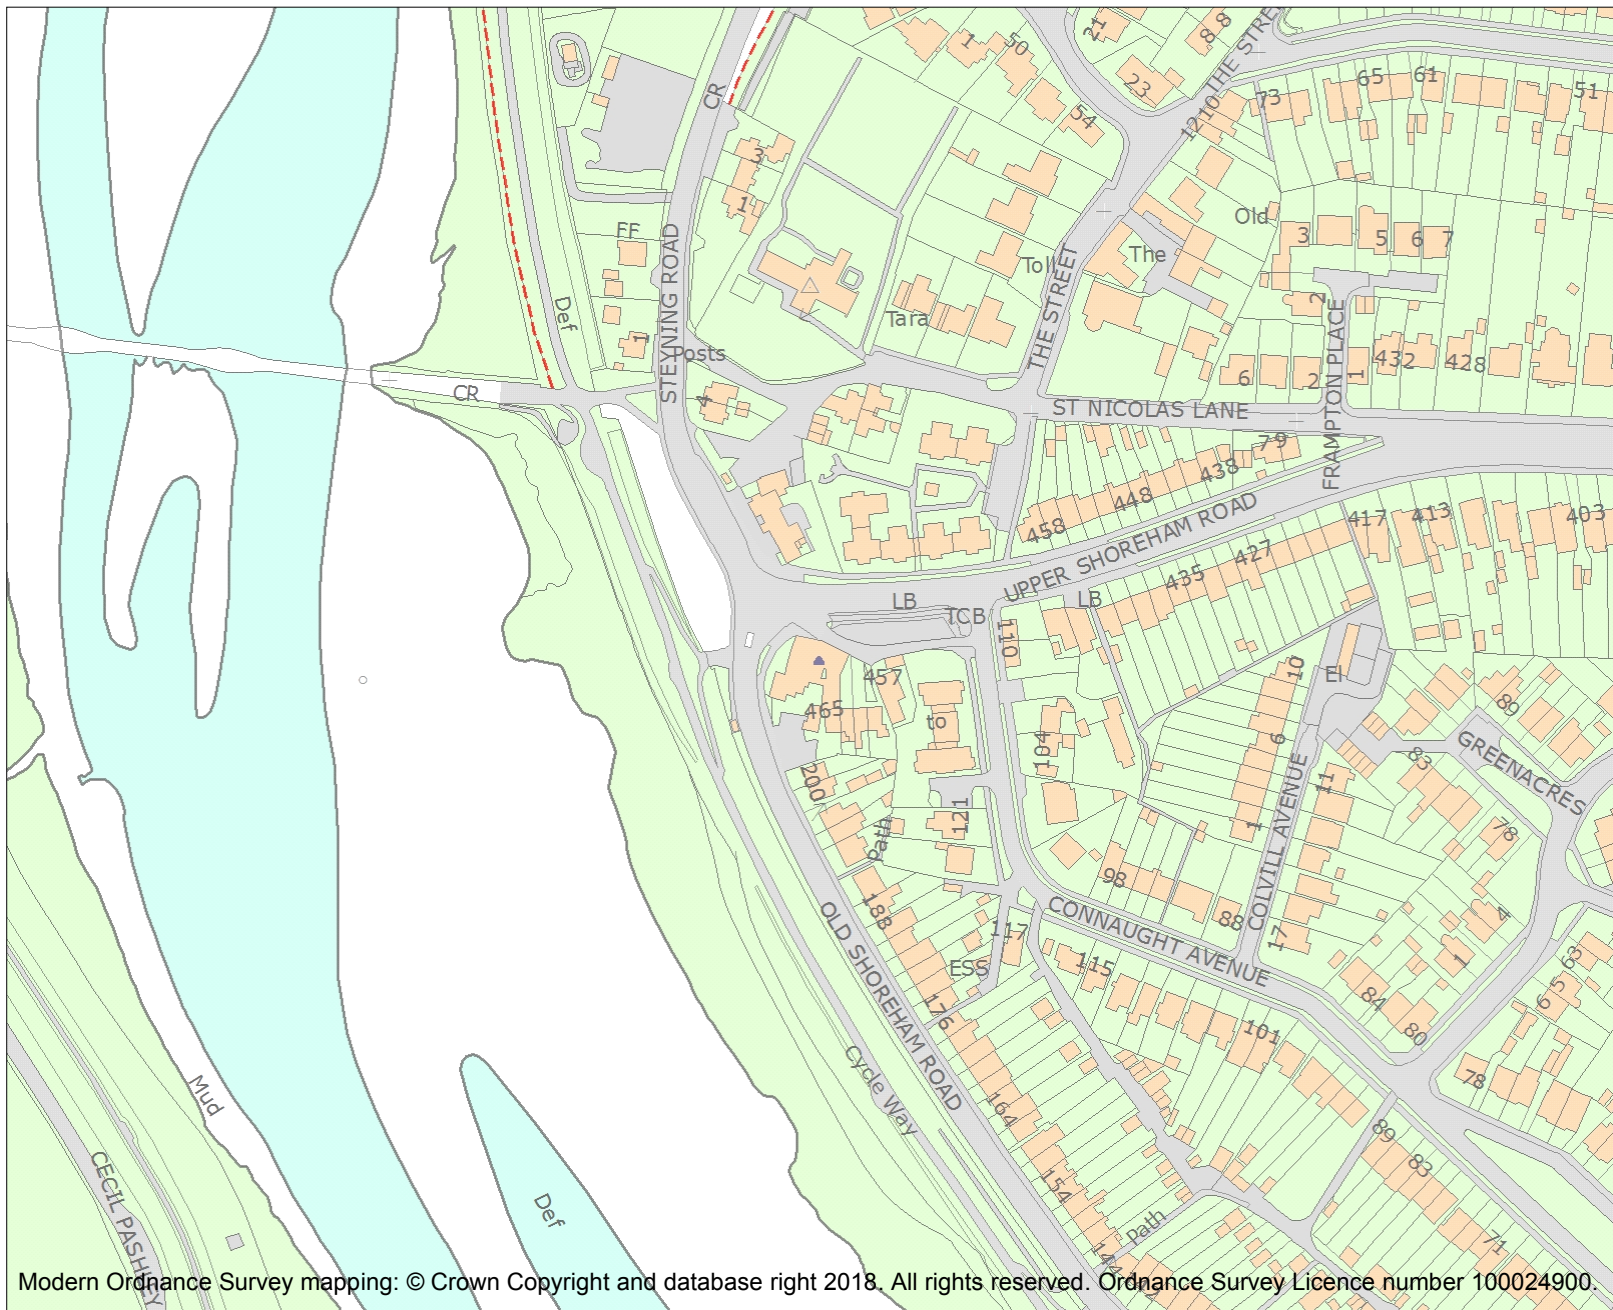 21
8 8
1
50
23
THE STREET
1210
54
73
65
61
51
CR
3
1
FF
STEYNING ROAD
Def
1
Posts
4
CR
Tara
Toll
The
THE STREET
Old
3
5
6
7
2
FRAMPTON PLACE
6
2
1
432
428
ST NICOLAS LANE
79
438
448
458
UPPER SHOREHAM ROAD
417
413
403
427
435
LB
TCB
LB
110
457
465
to
104
200
121
Path
10
El
6
1
COLVILL AVENUE
11
17
89
GREENACRES
83
78
4
1
63
5
6
98
88
CONNAUGHT AVENUE
188
117
ESS
115
101
84
80
78
OLD SHOREHAM ROAD
176
164
154
144
Path
89
83
71
Cycle Way
Mud
Def
CECIL PASHLEY
Modern Ordnance Survey mapping: © Crown Copyright and database right 2018. All rights reserved. Ordnance Survey Licence number 100024900.